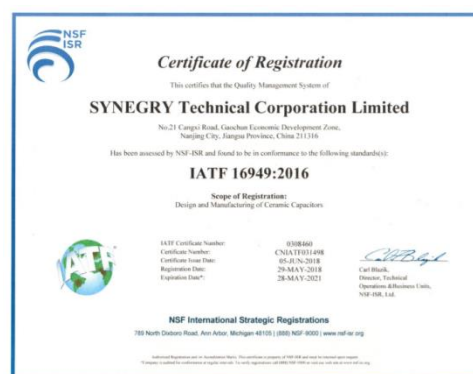 NSF
ISR
Certificate of Registration
This certifies that the Quality Management System of
SYNEGRY Technical Corporation Limited
No.21 Cangxi Road, Gaochun Economic Development Zone,
Nanjing City, Jiangsu Province, China 211316
Has been assessed by NSF-ISR and found to be in conformance to the following standard(s):
IATF 16949:2016
Scope of Registration:
Design and Manufacturing of Ceramic Capacitors
IATF
IATF Certificate Number: 0308460
Certificate Number: CNIATF031498
Certificate Issue Date: 05-JUN-2018
Registration Date: 29-MAY-2018
Expiration Date*: 28-MAY-2021
Carl Blazik,
Director, Technical
Operations &Business Units,
NSF-ISR, Ltd.
NSF International Strategic Registrations
789 North Dixboro Road, Ann Arbor, Michigan 48105 | (888) NSF-9000 | www.nsf-isr.org